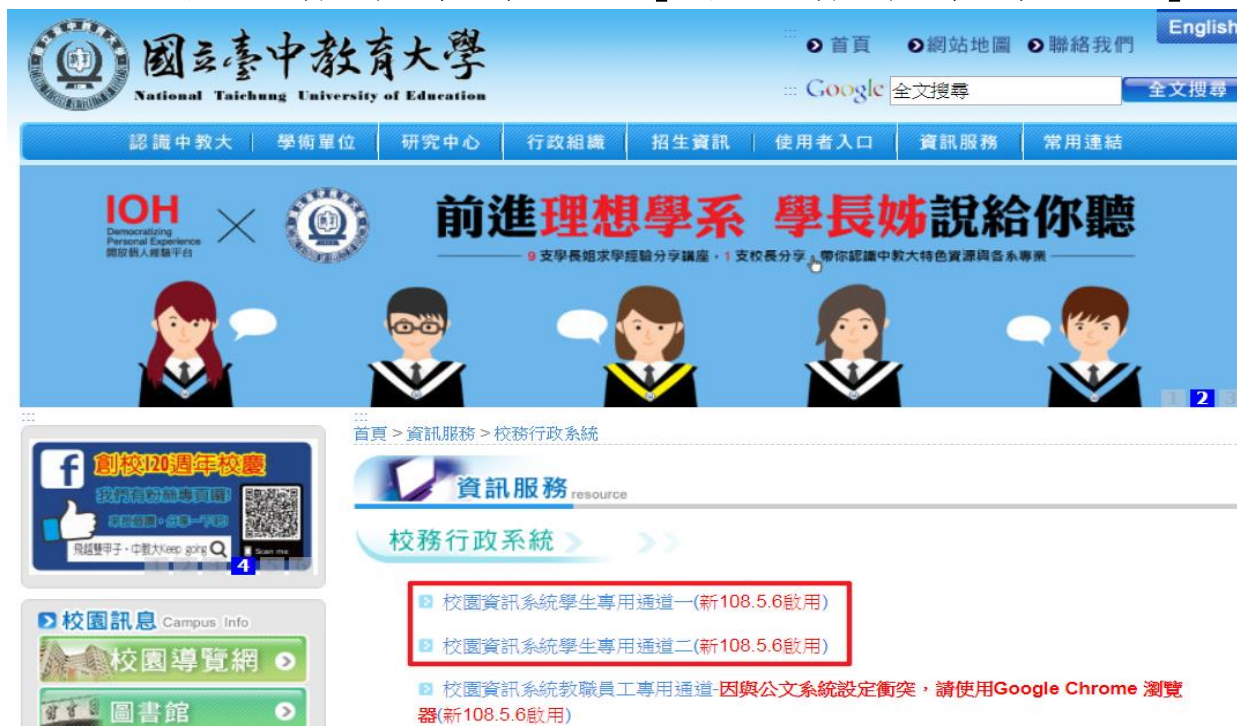 國立臺中教育大學
National Taichung University of Education
首頁 網站地圖 聯絡我們 English
Google 全文搜尋 全文搜尋
認識中教大 學術單位 研究中心 行政組織 招生資訊 使用者入口 資訊服務 常用連結
IOH
Democratizing
Personal Experience
開放個人經驗平台
前進理想學系 學長姊說給你聽
9 支學長姐求學經驗分享講座,1 支校長分享 帶你認識中教大特色資源與各系專業
1 2 3
首頁 > 資訊服務 > 校務行政系統
創校120週年校慶
我們有粉絲專頁囉!
飛越雙甲子・中教大Keep going
Scan me
1 2 3 4 5 6
資訊服務 resource
校務行政系統
校園資訊系統學生專用通道一(新108.5.6啟用)
校園訊息 Campus Info
校園資訊系統學生專用通道二(新108.5.6啟用)
校園導覽網
校園資訊系統教職員工專用通道-因與公文系統設定衝突,請使用Google Chrome 瀏覽
器(新108.5.6啟用)
圖書館